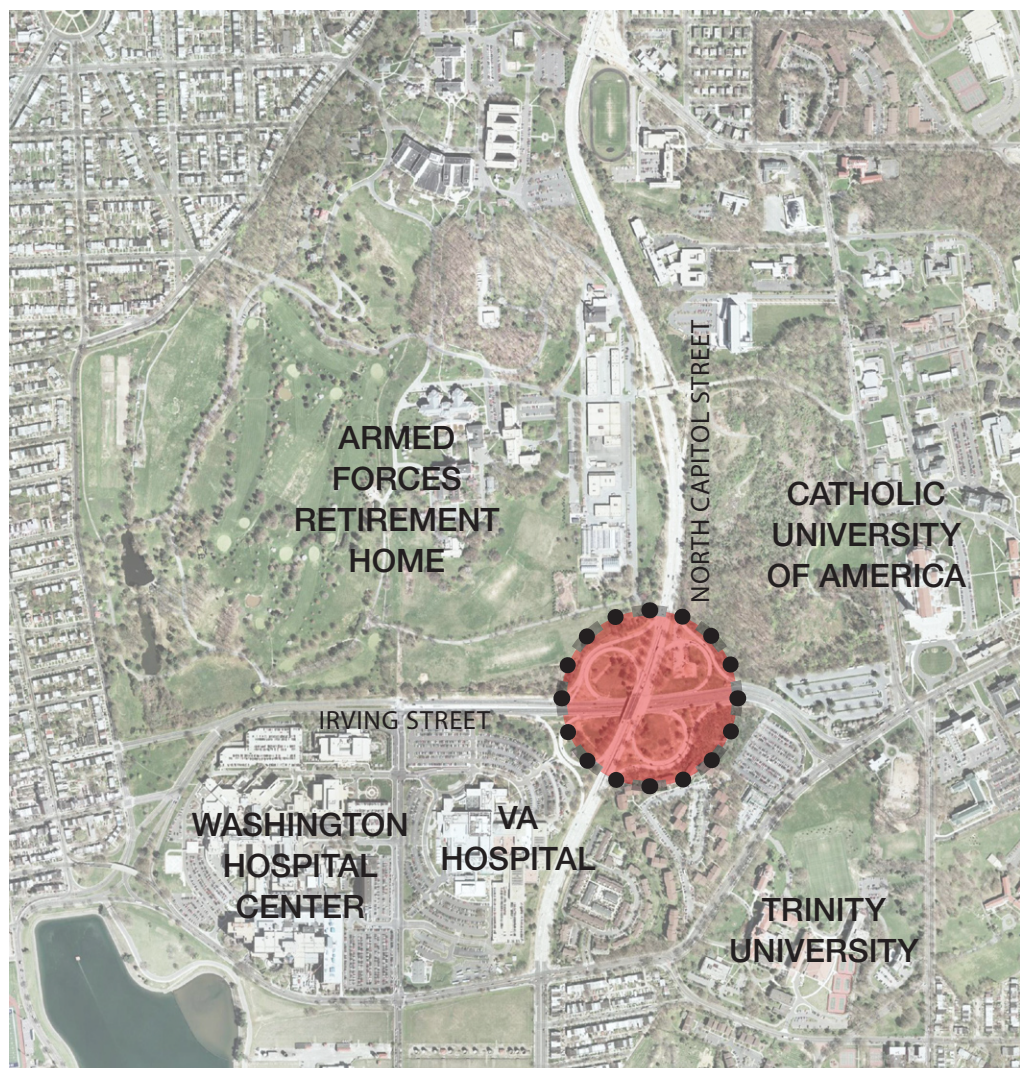 NORTH CAPITOL STREET
ARMED
FORCES
RETIREMENT
HOME
CATHOLIC
UNIVERSITY
OF AMERICA
IRVING STREET
WASHINGTON
HOSPITAL
CENTER
VA
HOSPITAL
TRINITY
UNIVERSITY